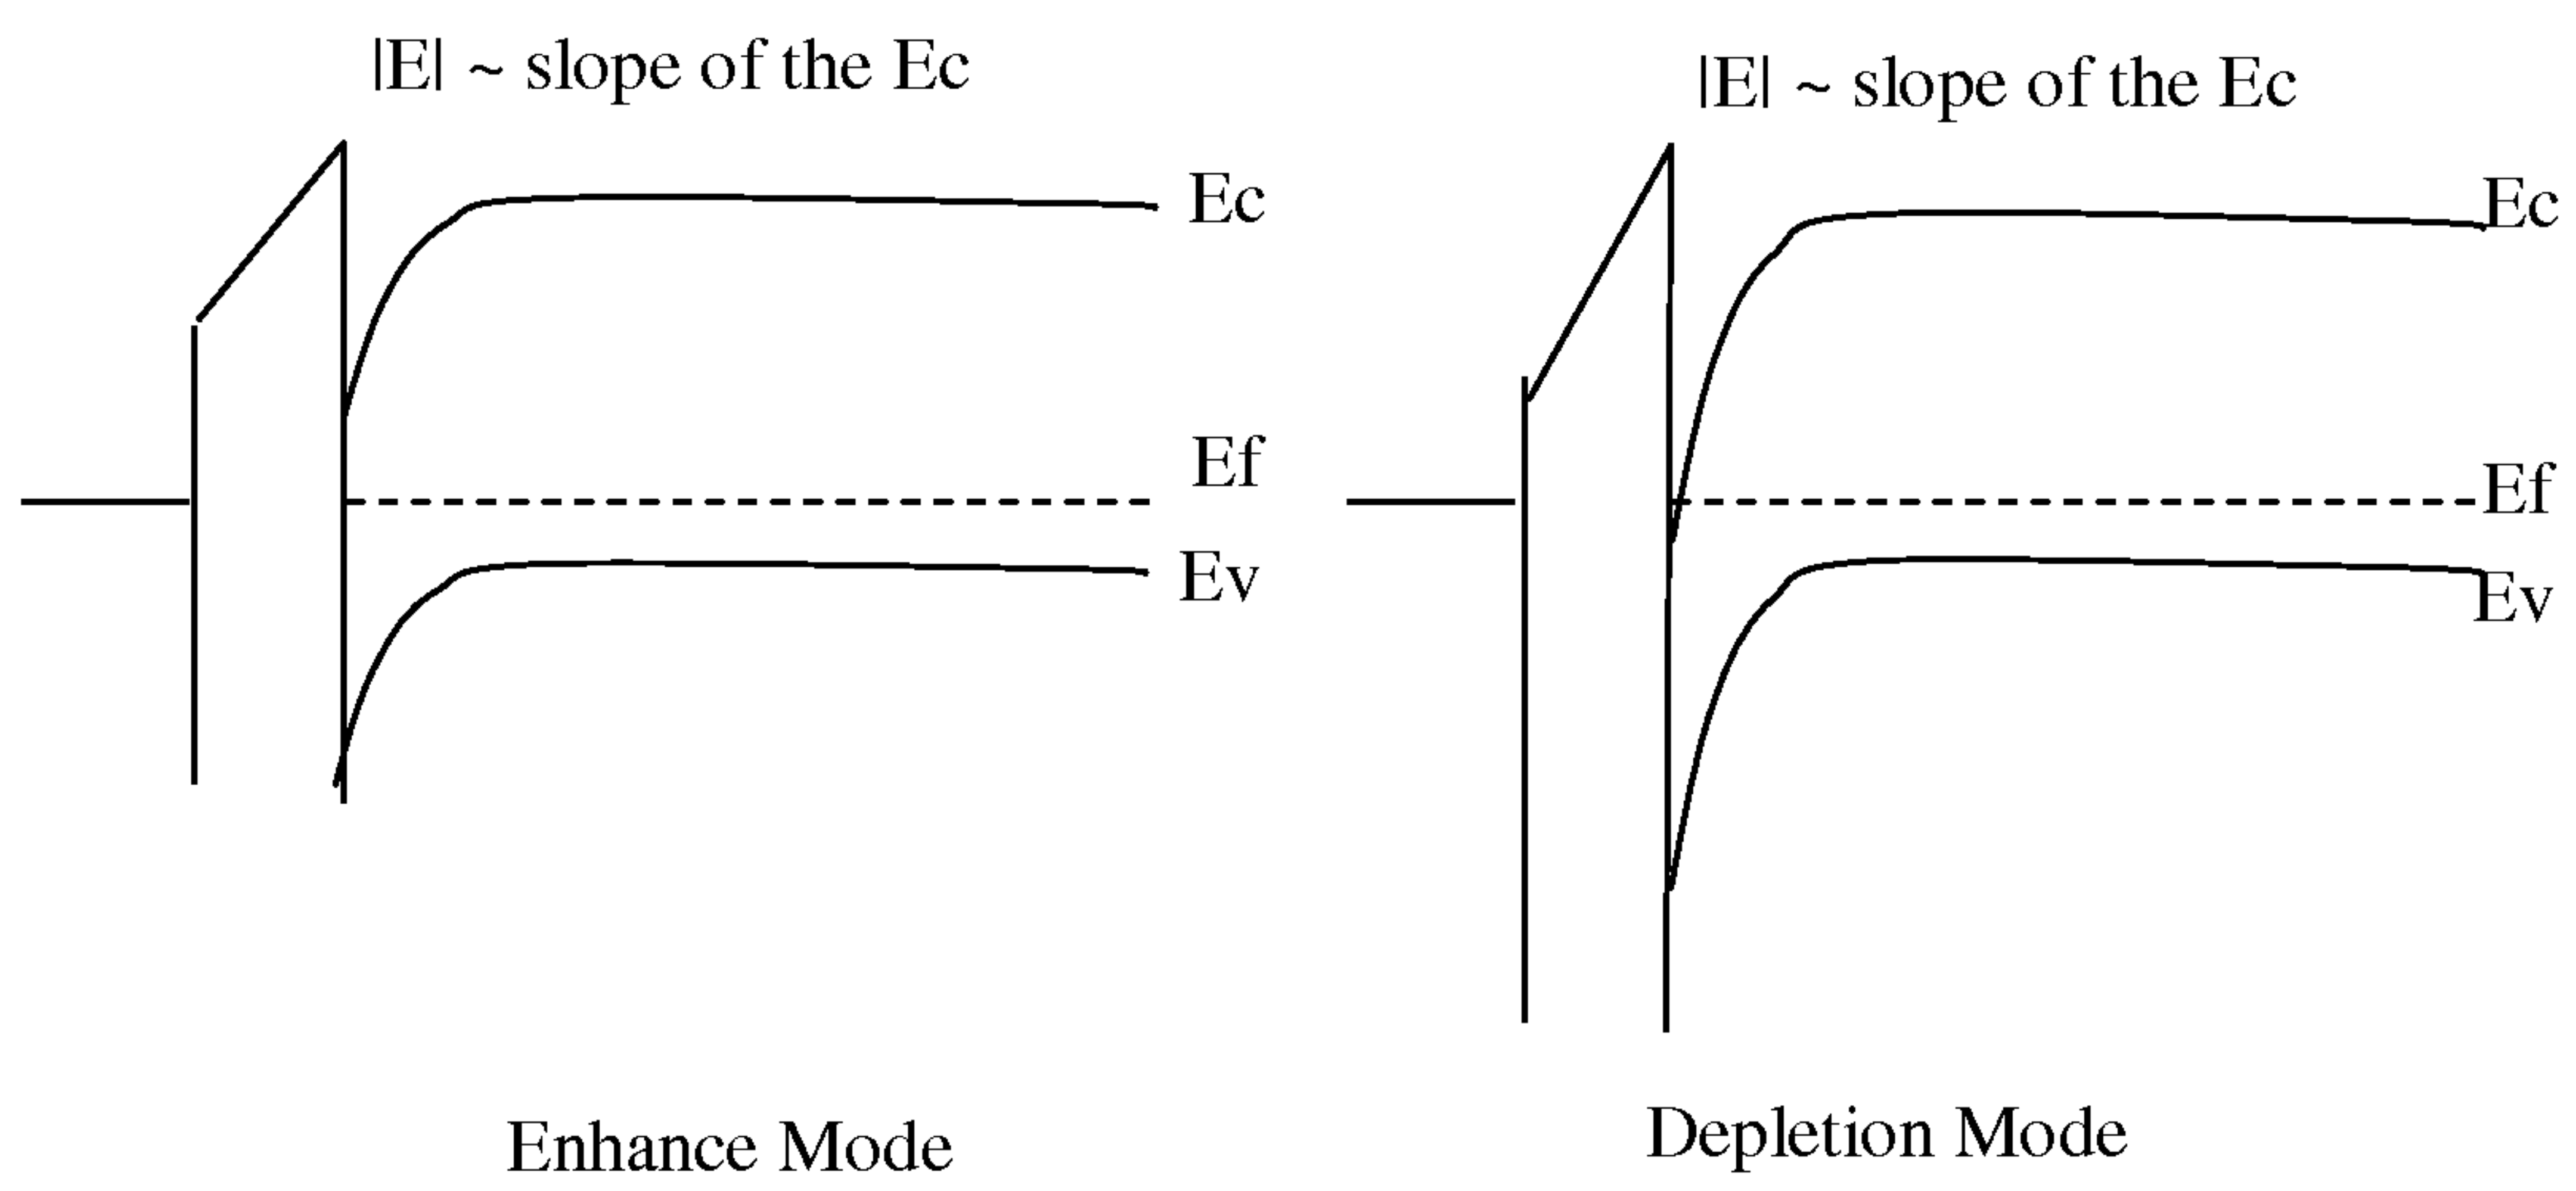 |E| ~ slope of the Ec
Ec
Ef
Ev
Enhance Mode
|E| ~ slope of the Ec
Ec
Ef
Ev
Depletion Mode